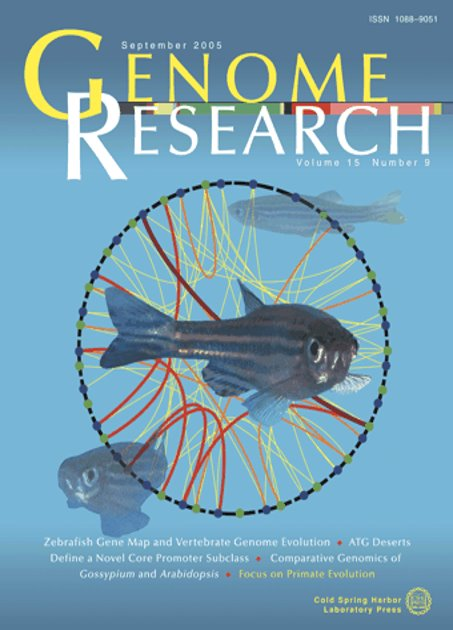 ISSN 1088–9051
September 2005
GENOME
RESEARCH
Volume 15 Number 9
Zebrafish Gene Map and Vertebrate Genome Evolution ♦ ATG Deserts
Define a Novel Core Promoter Subclass ♦ Comparative Genomics of
Gossypium and Arabidopsis ♦ Focus on Primate Evolution
Cold Spring Harbor
Laboratory Press